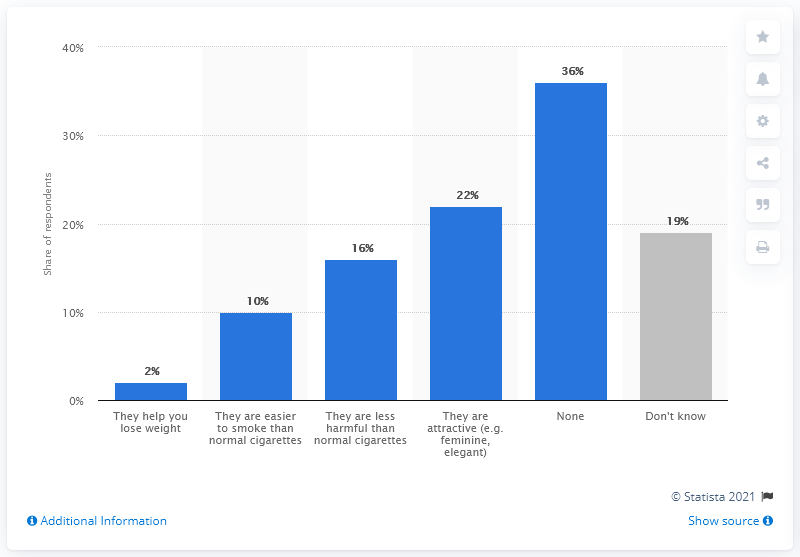 40%
30%
20%
10%
0%
Share of respondents
2%
10%
16%
22%
36%
19%
They help you
lose weight
They are easier
to smoke than
normal cigarettes
They are less
harmful than
normal cigarettes
They are
attractive (e.g.
feminine,
elegant)
None
Don't know
© Statista 2021
Additional Information
Show source